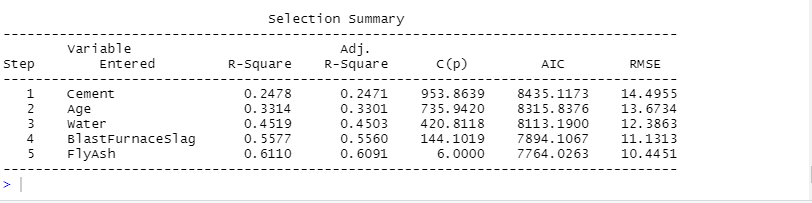 Selection Summary
Variable Adj.
Step Entered R-Square R-Square C(p) AIC RMSE
1 Cement 0.2478 0.2471 953.8639 8435.1173 14.4955
2 Age 0.3314 0.3301 735.9420 8315.8376 13.6734
3 Water 0.4519 0.4503 420.8118 8113.1900 12.3863
4 BlastFurnaceSlag 0.5577 0.5560 144.1019 7894.1067 11.1313
5 FlyAsh 0.6110 0.6091 6.0000 7764.0263 10.4451
>